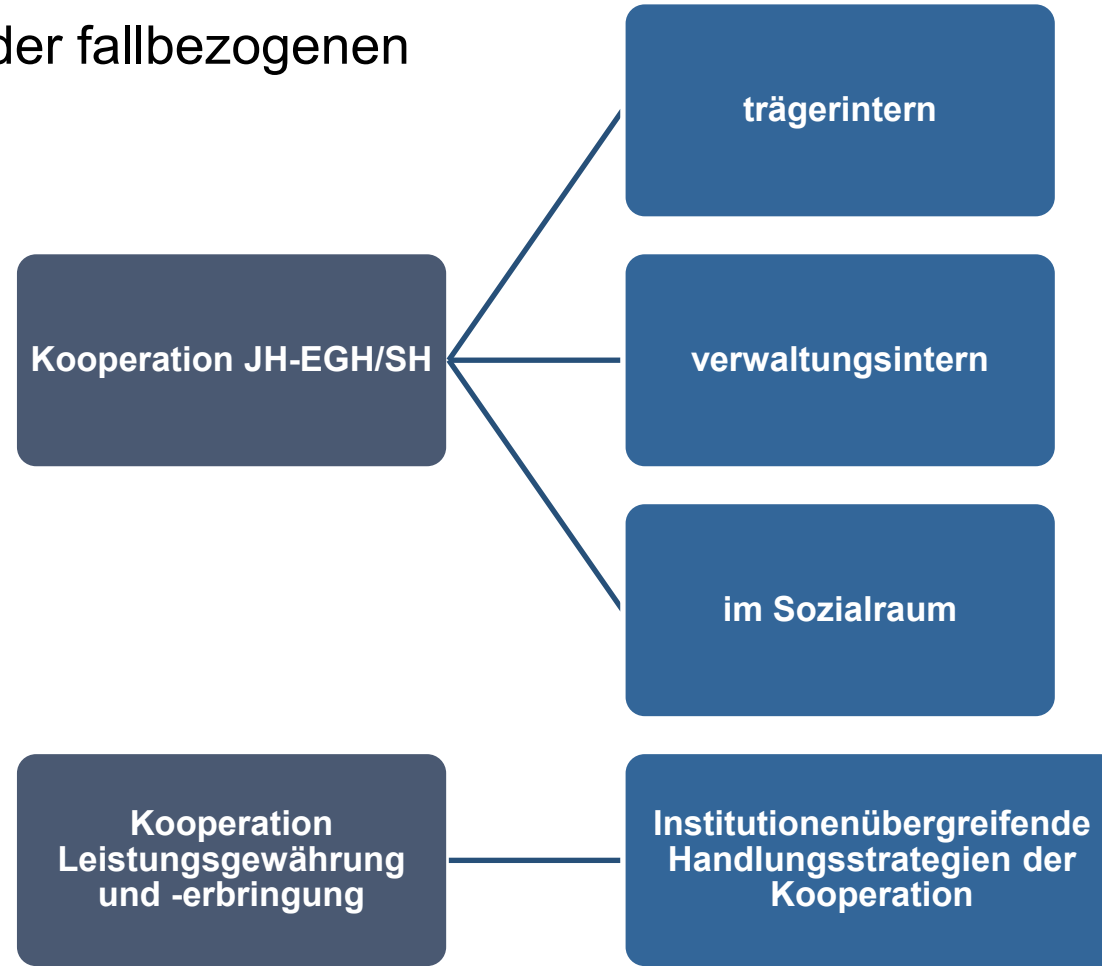 der fallbezogenen
trägerintern
Kooperation JH-EGH/SH
verwaltungsintern
im Sozialraum
Kooperation
Leistungsgewährung
und -erbringung
Institutionenübergreifende
Handlungsstrategien der
Kooperation